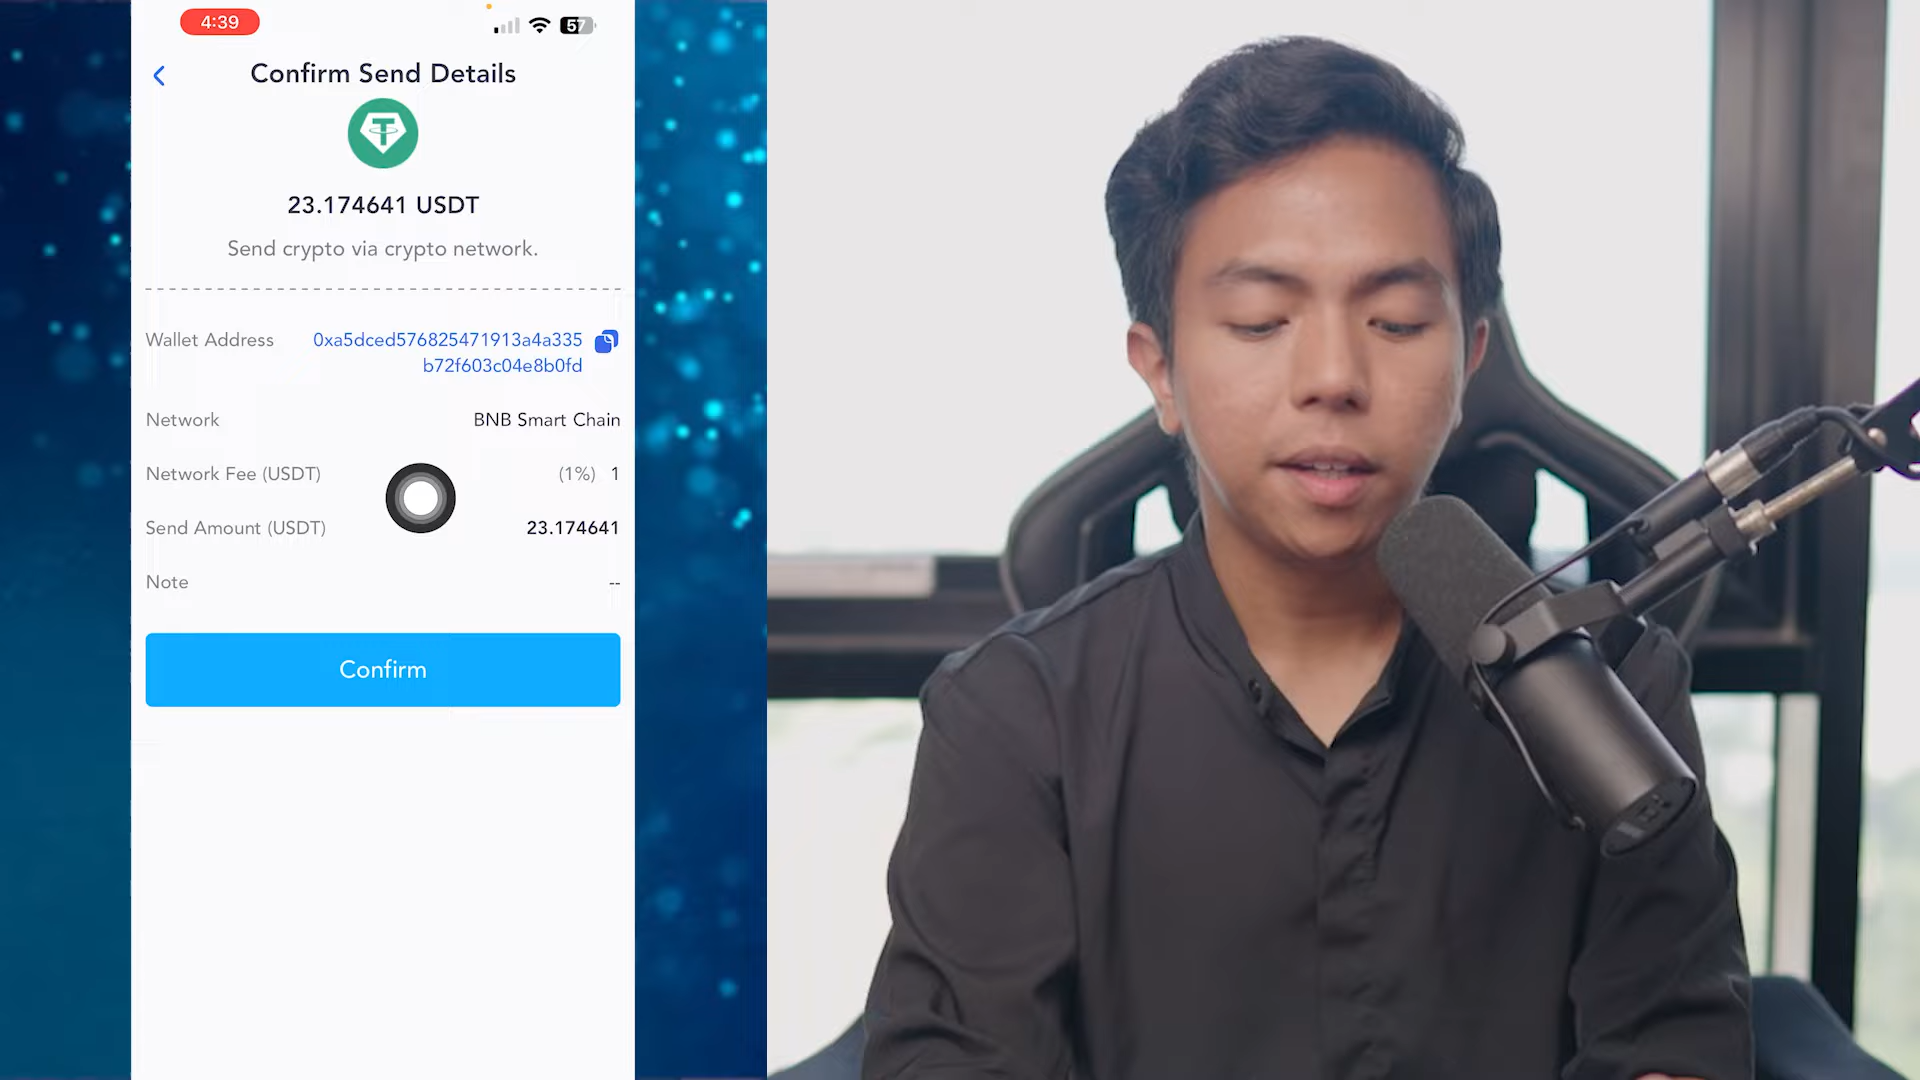 4:39
57
Confirm Send Details
23.174641 USDT
Send crypto via crypto network.
Wallet Address 0xa5dced576825471913a4a335
b72f603c04e8b0fd
Network BNB Smart Chain
Network Fee (USDT) (1%) 1
Send Amount (USDT) 23.174641
Note --
Confirm